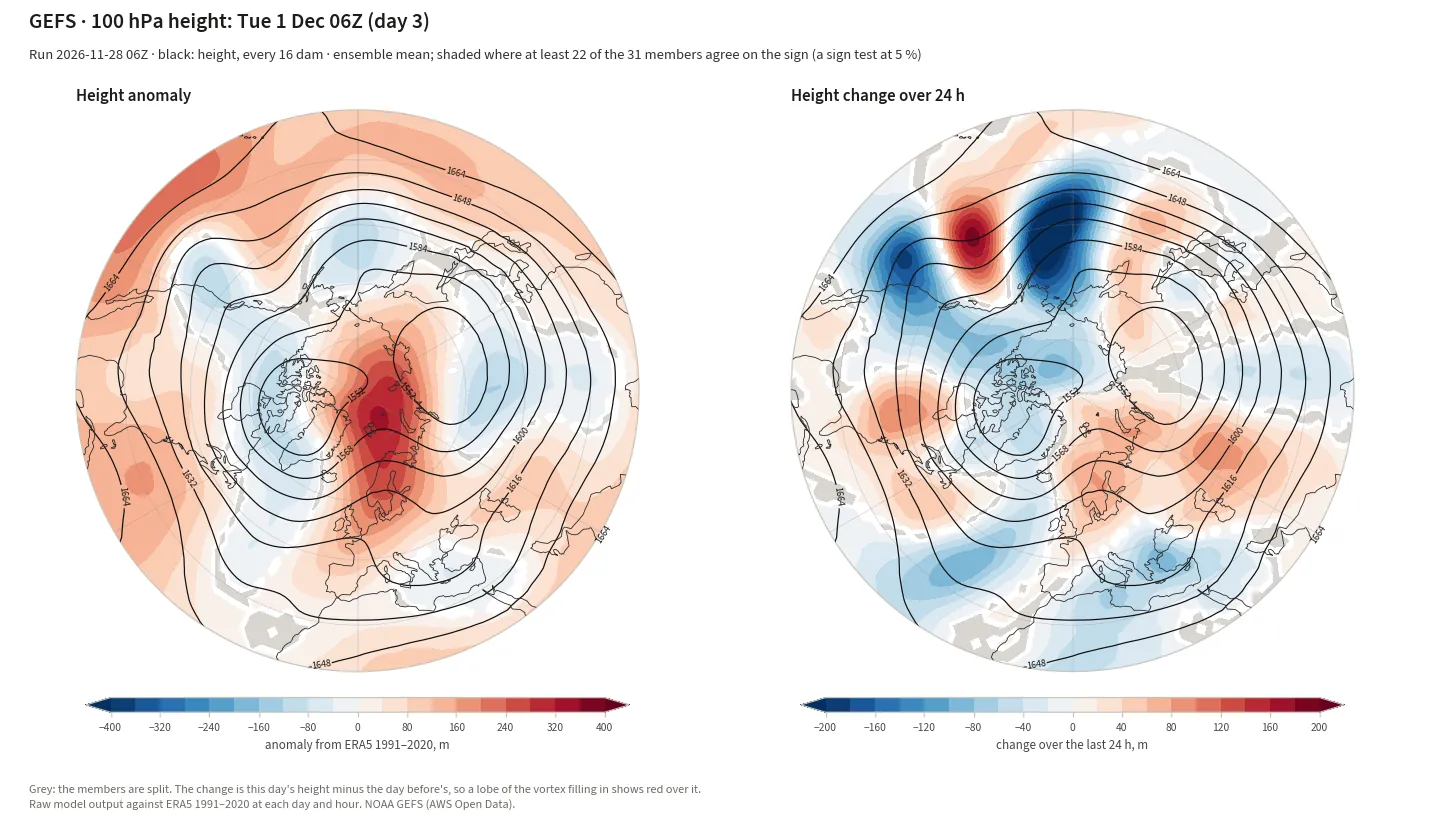 GEFS · 100 hPa height: Tue 1 Dec 06Z (day 3)
Run 2026-11-28 06Z · black: height, every 16 dam · ensemble mean; shaded where at least 22 of the 31 members agree on the sign (a sign test at 5 %)
Height anomaly
Height change over 24 h
1664
1648
1584
1664
1552
1552
1568
1600
1616
1632
1664
1664
1648
1664
1648
1584
1664
1552
1552
1568
1600
1616
1632
1664
1664
1648
−400 −320 −240 −160 −80 0 80 160 240 320 400
anomaly from ERA5 1991–2020, m
−200 −160 −120 −80 −40 0 40 80 120 160 200
change over the last 24 h, m
Grey: the members are split. The change is this day's height minus the day before's, so a lobe of the vortex filling in shows red over it.
Raw model output against ERA5 1991–2020 at each day and hour. NOAA GEFS (AWS Open Data).